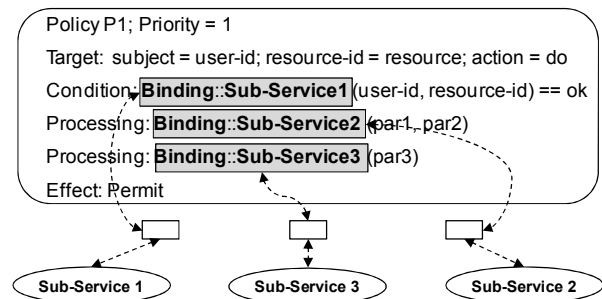 Policy P1; Priority = 1
Target: subject = user-id; resource-id = resource; action = do
Condition: Binding::Sub-Service1 (user-id, resource-id) == ok
Processing: Binding::Sub-Service2 (par1, par2)
Processing: Binding::Sub-Service3 (par3)
Effect: Permit
Sub-Service 1
Sub-Service 3
Sub-Service 2